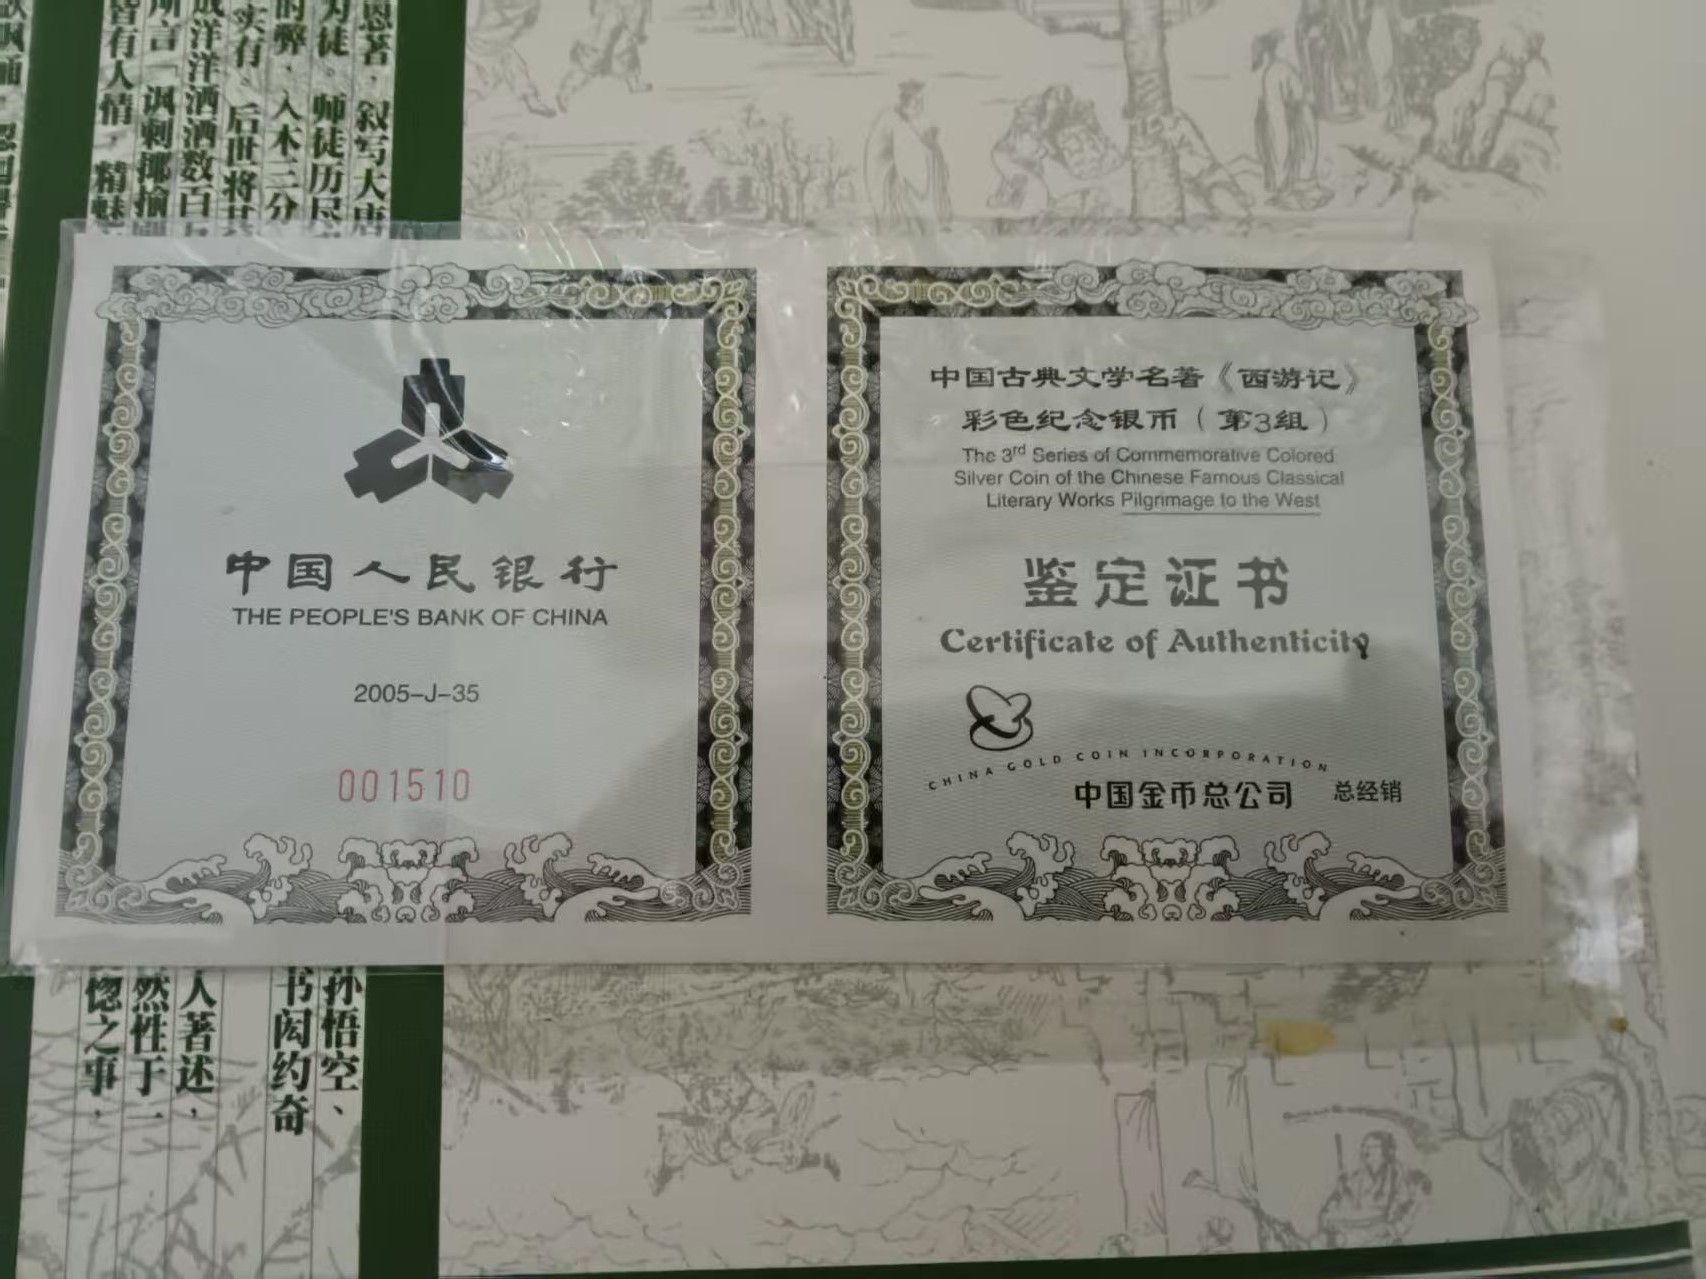 恩著，叙写大唐
为徒。师徒历尽
的弊，入木三分
实有。后世将其
成洋洋洒洒数百
所言「讽刺揶揄
皆有人情，精魅
中国人民银行
THE PEOPLE'S BANK OF CHINA
2005-J-35
001510
中国古典文学名著《西游记》
彩色纪念银币（第3组）
The 3rd Series of Commemorative Colored
Silver Coin of the Chinese Famous Classical
Literary Works Pilgrimage to the West
鉴定证书
Certificate of Authenticity
CHINA GOLD COIN INCORPORATION
中国金币总公司 总经销
孙悟空、
书闳约奇
人著述，
然性于一
惚之事，